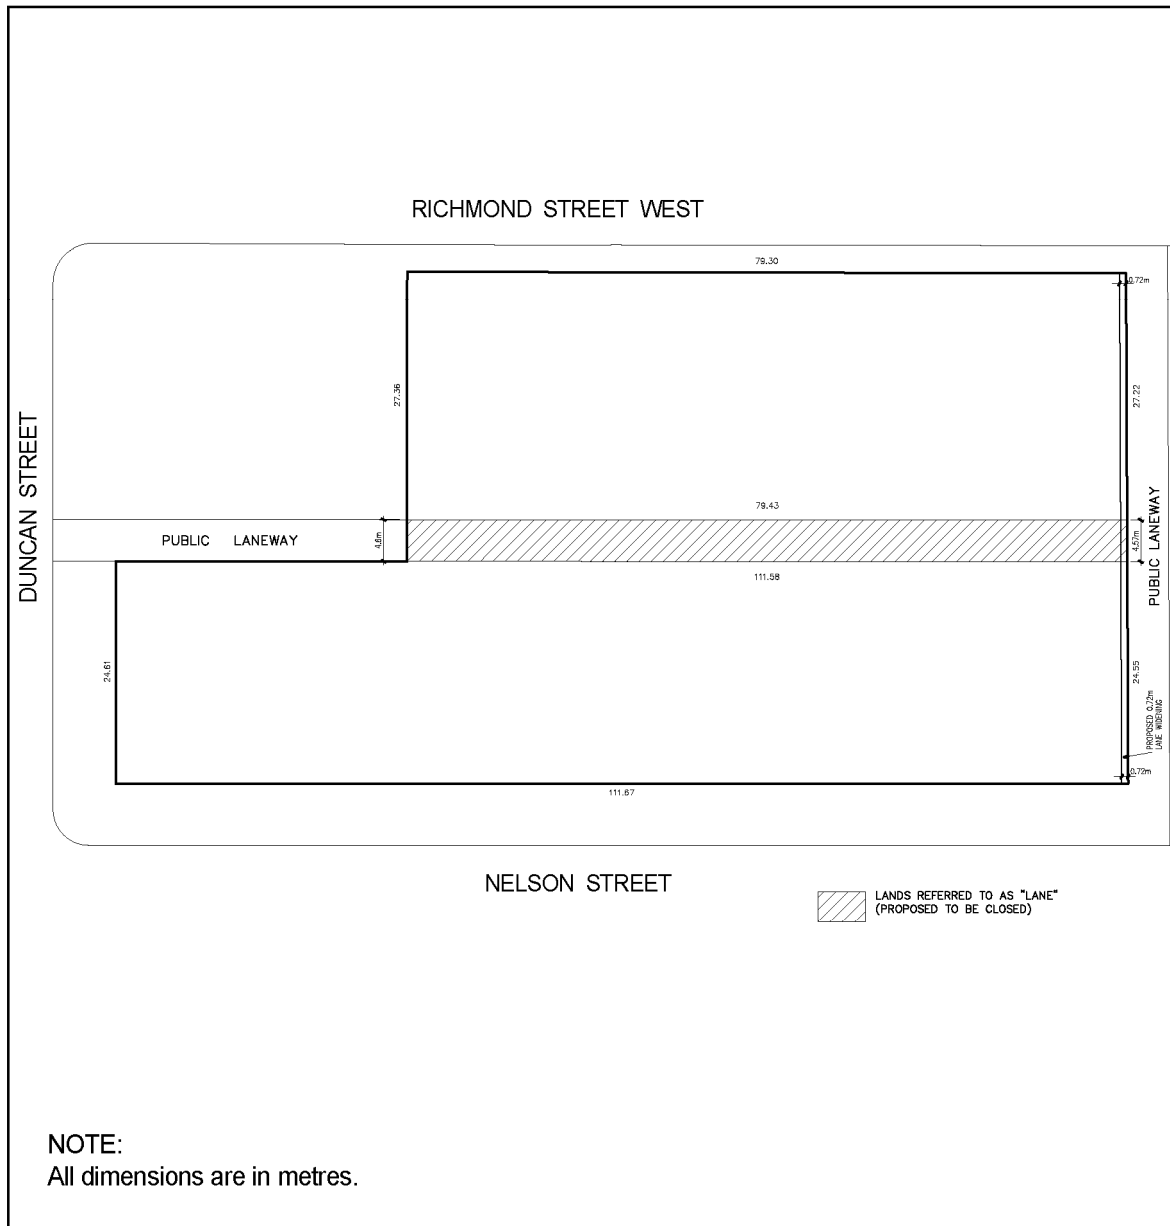 RICHMOND STREET WEST
79.30
0.72m
27.36
27.22
DUNCAN STREET
79.43
PUBLIC LANEWAY
4.6m
4.57m
PUBLIC LANEWAY
111.58
24.61
24.55
PROPOSED 0.72m
LANE WIDENING
0.72m
111.67
NELSON STREET
LANDS REFERRED TO AS "LANE"
(PROPOSED TO BE CLOSED)
NOTE:
All dimensions are in metres.